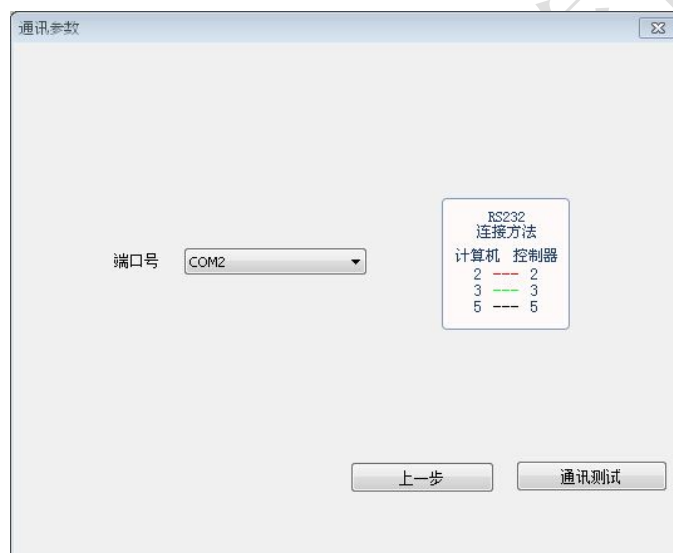 通讯参数
端口号
COM2
RS232
连接方法
计算机 控制器
2 --- 2
3 --- 3
5 --- 5
上一步
通讯测试